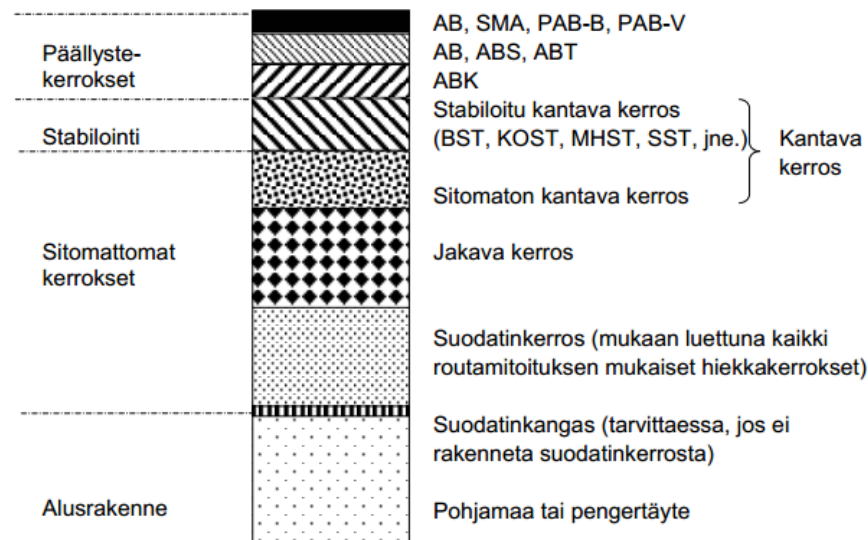 AB, SMA, PAB-B, PAB-V
Päällyste-
kerrokset
AB, ABS, ABT
ABK
Stabilointi
Stabiloitu kantava kerros
(BST, KOST, MHST, SST, jne.)
Kantava
kerros
Sitomaton kantava kerros
Sitomattomat
kerrokset
Jakava kerros
Suodatinkerros (mukaan luettuna kaikki
routamitoituksen mukaiset hiekkakerrokset)
Suodatinkangas (tarvittaessa, jos ei
rakenneta suodatinkerrosta)
Alusrakenne
Pohjamaa tai pengertäyte